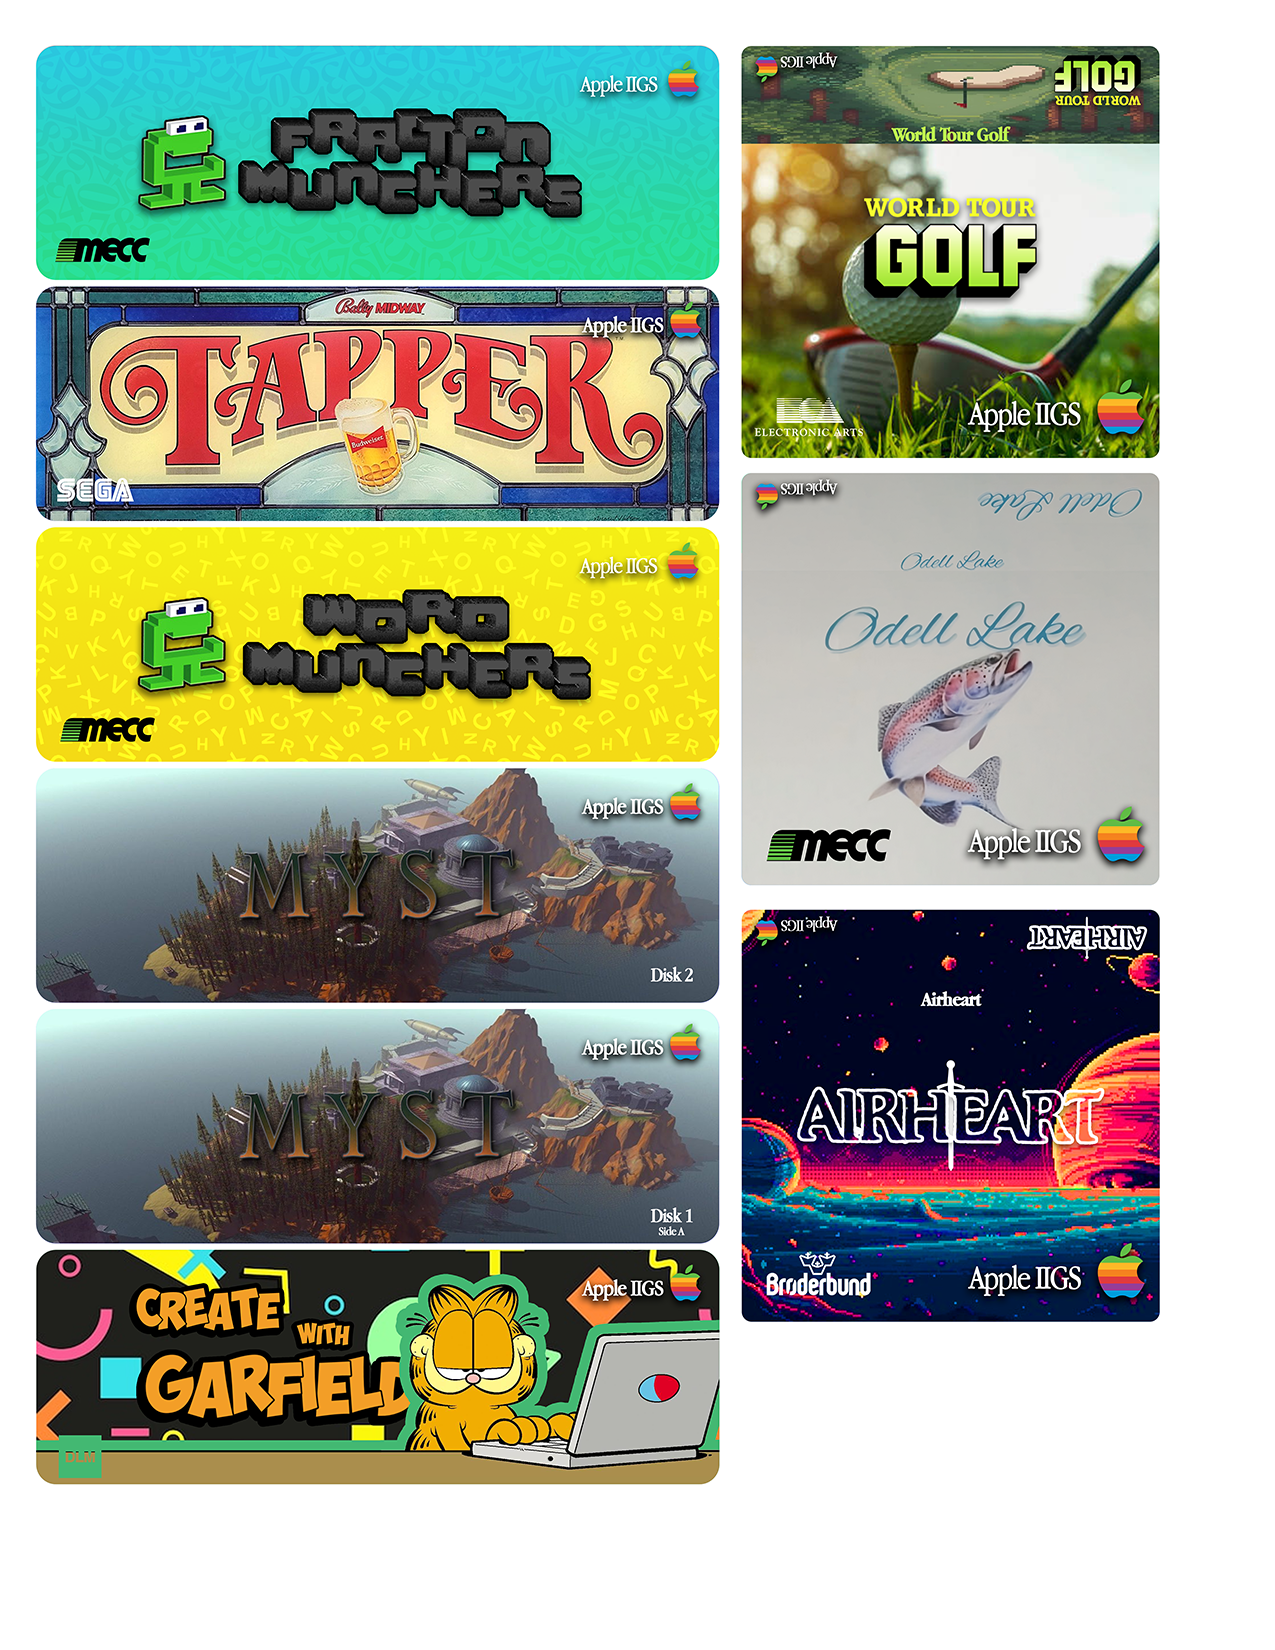 Apple IIGS
FRACTION
MUNCHERS
mecc
Bally MIDWAY
Apple IIGS
TAPPER
Budweiser
SEGA
Apple IIGS
WORD
MUNCHERS
mecc
Apple IIGS
MYST
Disk 2
Apple IIGS
MYST
Disk 1
Side A
Apple IIGS
CREATE
WITH
GARFIELD
DLM
Apple IIGS
WORLD TOUR
GOLF
World Tour Golf
WORLD TOUR
GOLF
ELECTRONIC ARTS
Apple IIGS
Apple IIGS
Odell Lake
Odell Lake
Odell Lake
mecc
Apple IIGS
Apple IIGS
AIRHEART
Airheart
AIRHEART
Brøderbund
Apple IIGS